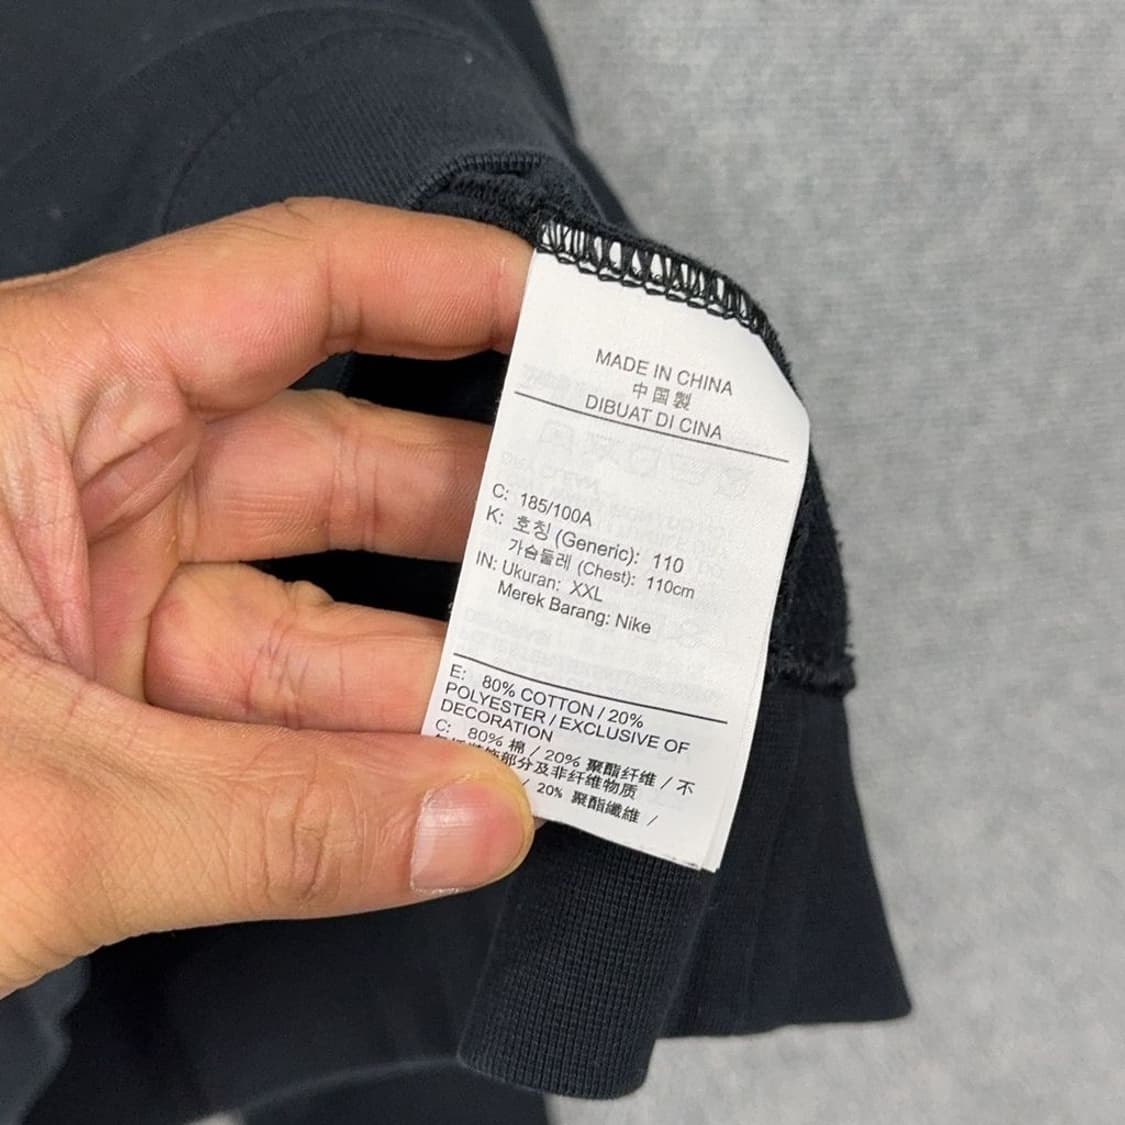 MADE IN CHINA
中国製
DIBUAT DI CINA
C: 185/100A
K: 호칭 (Generic): 110
가슴둘레 (Chest): 110cm
IN: Ukuran: XXL
Merek Barang: Nike
E: 80% COTTON / 20%
POLYESTER / EXCLUSIVE OF
DECORATION
C: 80% 棉 / 20% 聚酯纤维 / 不
部分及非纤维物质
/ 20% 聚酯纖維 /